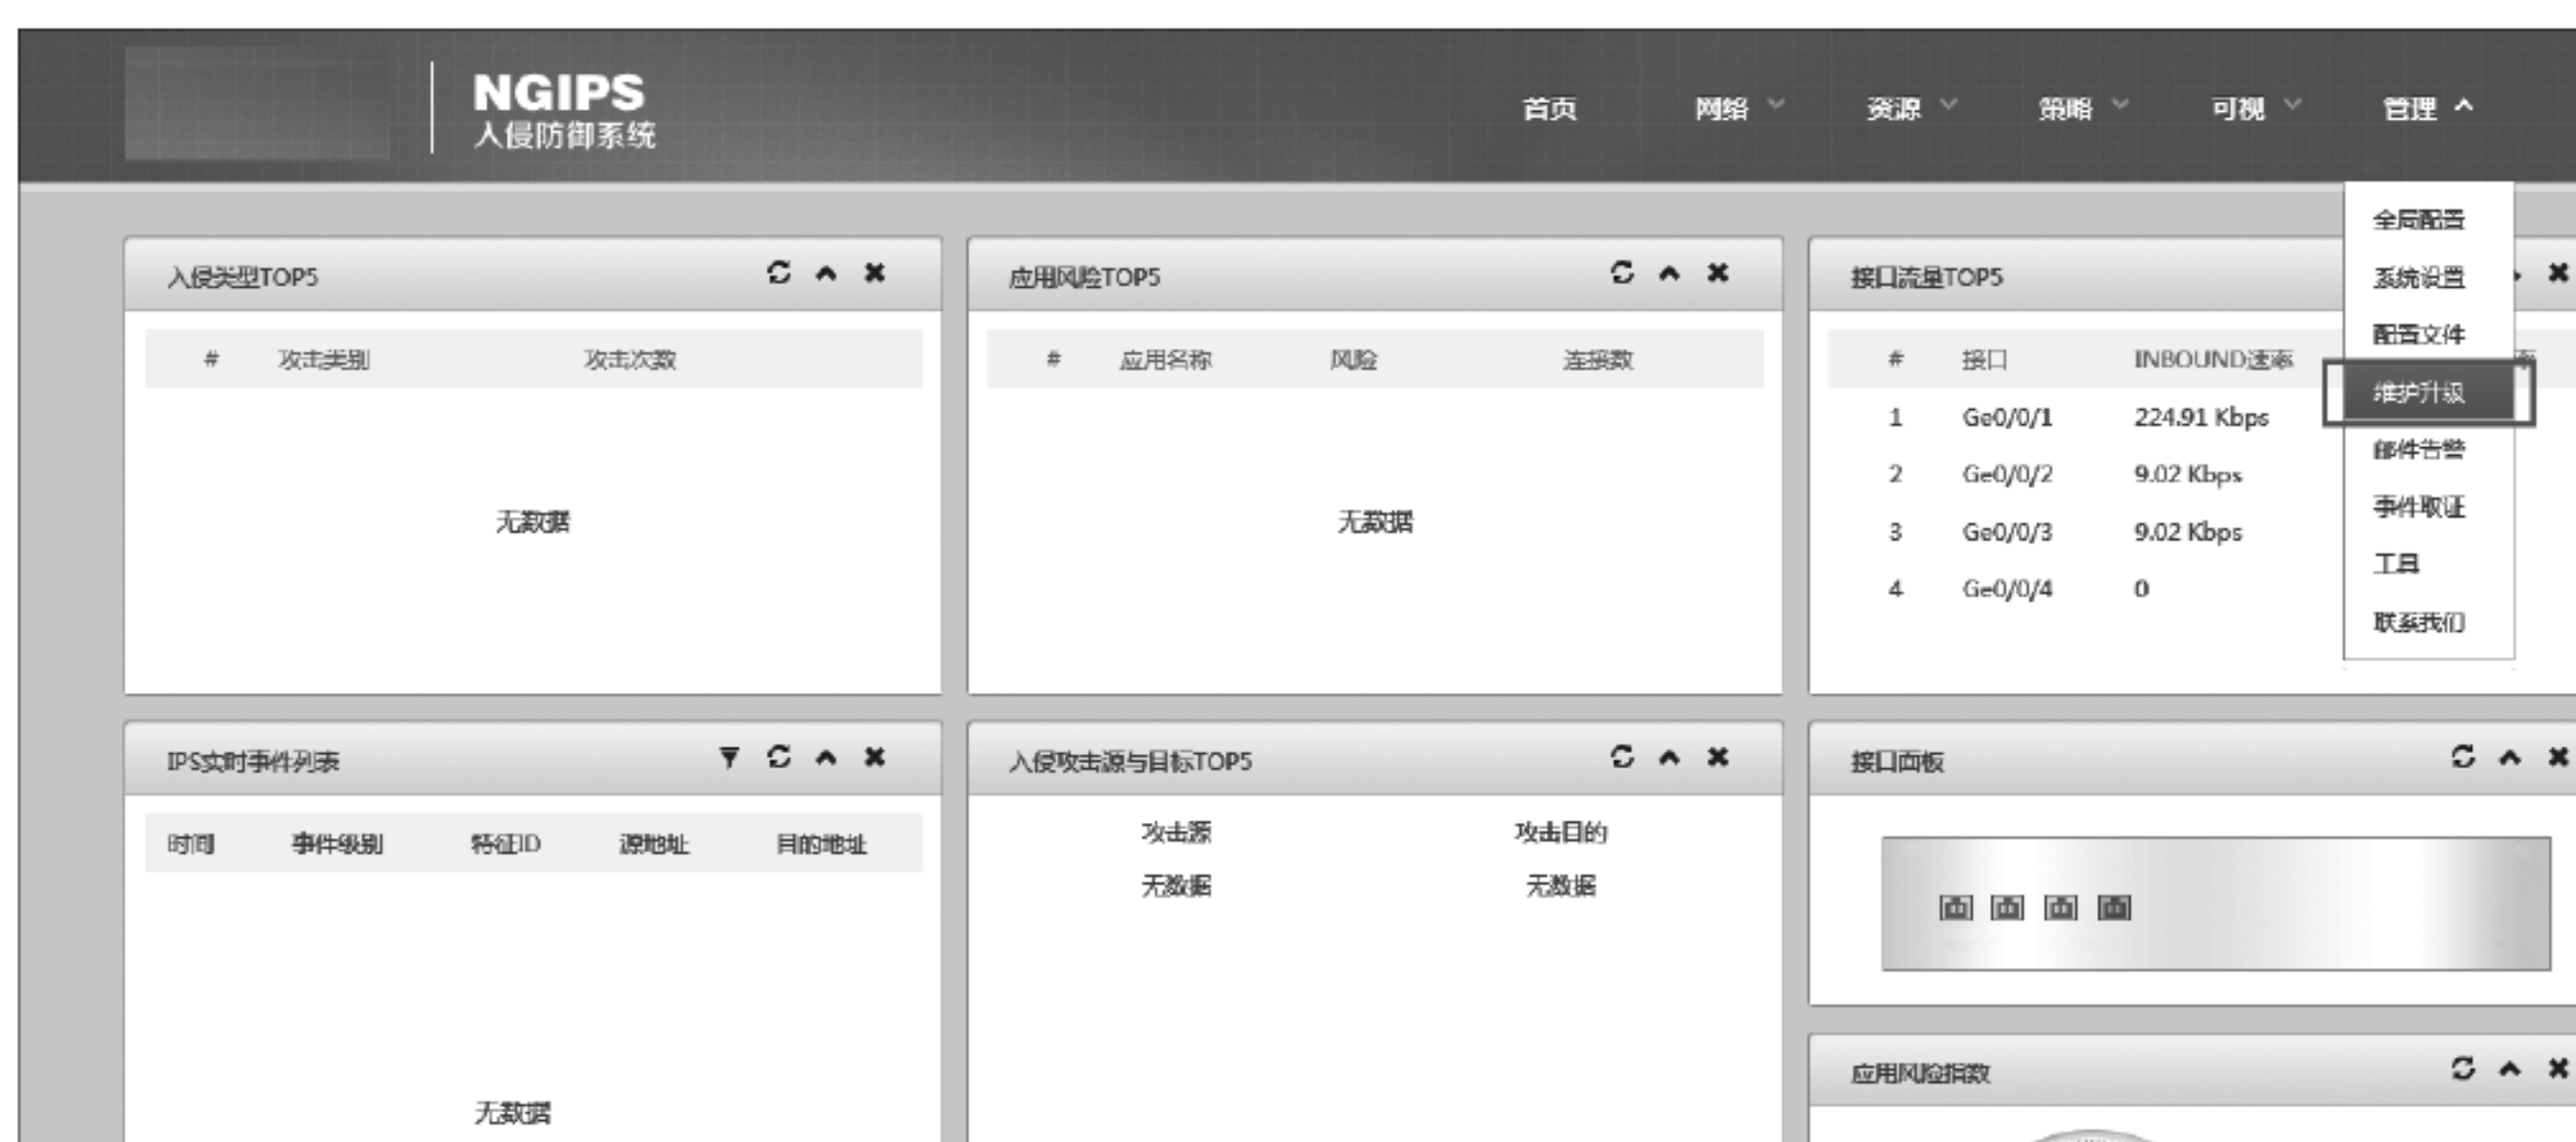 NGIPS
入侵防御系统
首页 网络 资源 策略 可视 管理
全局配置
系统设置
配置文件
维护升级
邮件告警
事件取证
工具
联系我们
入侵类型TOP5
# 攻击类别 攻击次数
无数据
应用风险TOP5
# 应用名称 风险 连接数
无数据
接口流量TOP5
# 接口 INBOUND速率 率
1 Ge0/0/1 224.91 Kbps
2 Ge0/0/2 9.02 Kbps
3 Ge0/0/3 9.02 Kbps
4 Ge0/0/4 0
IPS实时事件列表
时间 事件级别 特征ID 源地址 目的地址
无数据
入侵攻击源与目标TOP5
攻击源 攻击目的
无数据 无数据
接口面板
应用风险指数